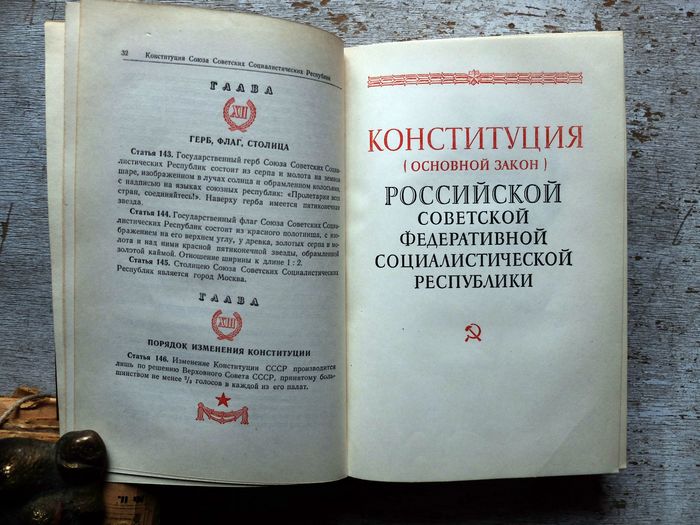 32 Конституция Союза Советских Социалистических Республик
ГЛАВА
XII
ГЕРБ, ФЛАГ, СТОЛИЦА
Статья 143. Государственный герб Союза Советских Социа-
листических Республик состоит из серпа и молота на земном
шаре, изображенном в лучах солнца и обрамленном колосьями,
с надписью на языках союзных республик: «Пролетарии всех
стран, соединяйтесь!». Наверху герба имеется пятиконечная
звезда.
Статья 144. Государственный флаг Союза Советских Социа-
листических Республик состоит из красного полотнища, с изо-
бражением на его верхнем углу, у древка, золотых серпа и мо-
лота и над ними красной пятиконечной звезды, обрамленной
золотой каймой. Отношение ширины к длине 1 : 2.
Статья 145. Столицею Союза Советских Социалистических
Республик является город Москва.
ГЛАВА
XIII
ПОРЯДОК ИЗМЕНЕНИЯ КОНСТИТУЦИИ
Статья 146. Изменение Конституции СССР производится
лишь по решению Верховного Совета СССР, принятому боль-
шинством не менее ²/₃ голосов в каждой из его палат.
КОНСТИТУЦИЯ
( ОСНОВНОЙ ЗАКОН )
РОССИЙСКОЙ
СОВЕТСКОЙ
ФЕДЕРАТИВНОЙ
СОЦИАЛИСТИЧЕСКОЙ
РЕСПУБЛИКИ